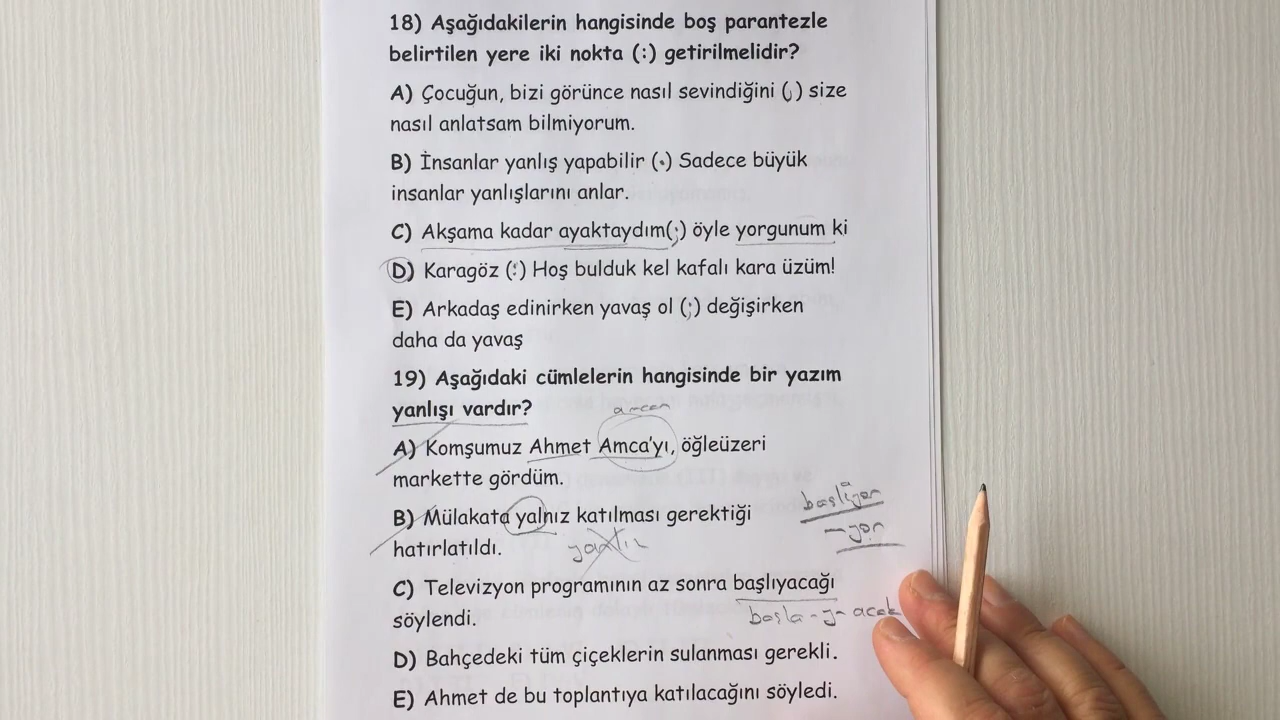 18) Aşağıdakilerin hangisinde boş parantezle
belirtilen yere iki nokta (:) getirilmelidir?
A) Çocuğun, bizi görünce nasıl sevindiğini (,) size
nasıl anlatsam bilmiyorum.
B) İnsanlar yanlış yapabilir (.) Sadece büyük
insanlar yanlışlarını anlar.
C) Akşama kadar ayaktaydım(;) öyle yorgunum ki
D) Karagöz (:) Hoş bulduk kel kafalı kara üzüm!
E) Arkadaş edinirken yavaş ol (;) değişirken
daha da yavaş
19) Aşağıdaki cümlelerin hangisinde bir yazım
yanlışı vardır?
A) Komşumuz Ahmet Amca'yı, öğleüzeri
markette gördüm.
B) Mülakata yalnız katılması gerektiği
hatırlatıldı.
başlıyor
-yor
C) Televizyon programının az sonra başlıyacağı
söylendi.
başla-y-acak
D) Bahçedeki tüm çiçeklerin sulanması gerekli.
E) Ahmet de bu toplantıya katılacağını söyledi.